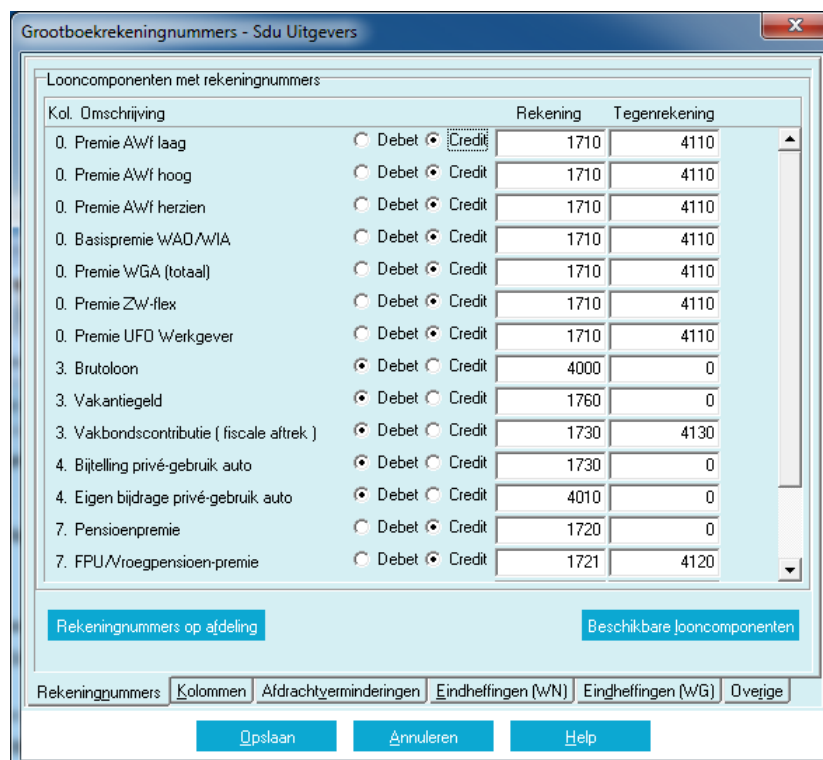 Grootboekrekeningnummers - Sdu Uitgevers
Looncomponenten met rekeningnummers
Kol. Omschrijving Rekening Tegenrekening
0. Premie AWf laag Debet Credit 1710 4110
0. Premie AWf hoog Debet Credit 1710 4110
0. Premie AWf herzien Debet Credit 1710 4110
0. Basispremie WAO/WIA Debet Credit 1710 4110
0. Premie WGA (totaal) Debet Credit 1710 4110
0. Premie ZW-flex Debet Credit 1710 4110
0. Premie UFO Werkgever Debet Credit 1710 4110
3. Brutoloon Debet Credit 4000 0
3. Vakantiegeld Debet Credit 1760 0
3. Vakbondscontributie ( fiscale aftrek ) Debet Credit 1730 4130
4. Bijtelling privé-gebruik auto Debet Credit 1730 0
4. Eigen bijdrage privé-gebruik auto Debet Credit 4010 0
7. Pensioenpremie Debet Credit 1720 0
7. FPU/Vroegpensioen-premie Debet Credit 1721 4120
Rekeningnummers op afdeling Beschikbare looncomponenten
Rekeningnummers Kolommen Afdrachtverminderingen Eindheffingen (WN) Eindheffingen (WG) Overige
Opslaan Annuleren Help